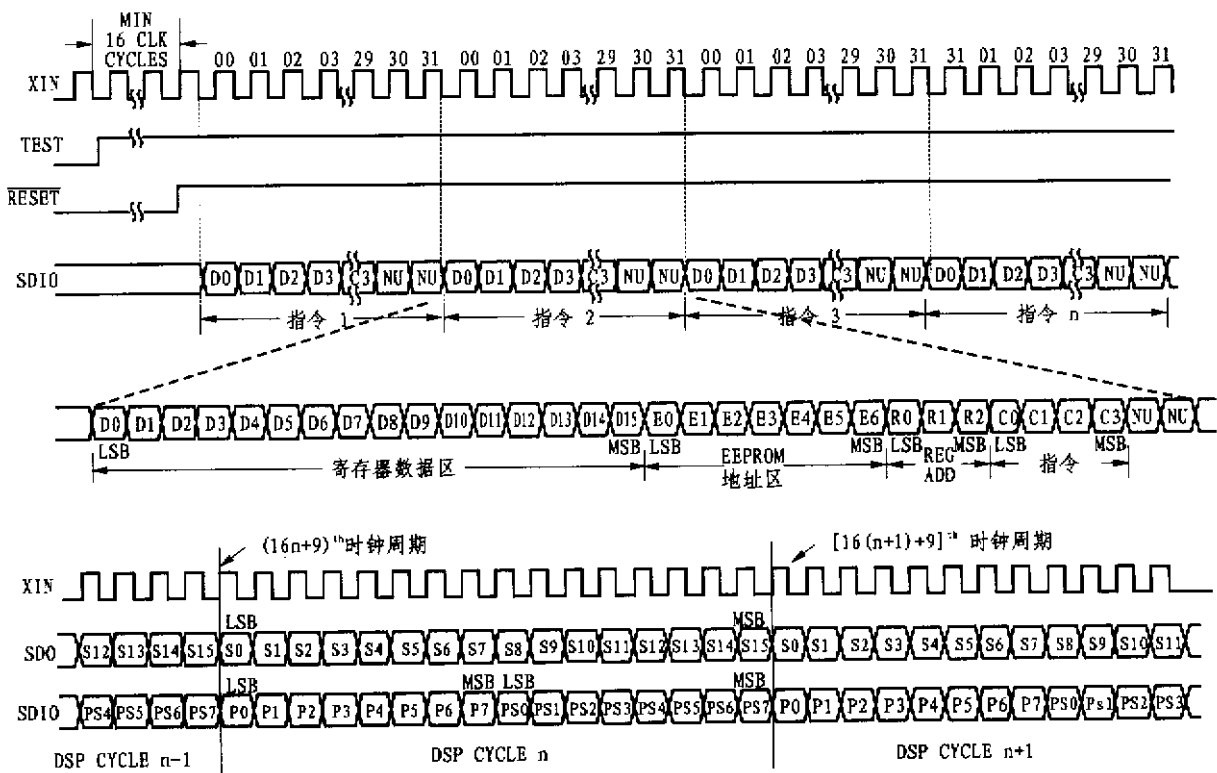 MIN
16 CLK
CYCLES
00 01 02 03 29 30 31 00 01 02 03 29 30 31 00 01 02 03 29 30 31 31 01 02 03 29 30 31
XIN
TEST
RESET
SDIO D0 D1 D2 D3 C3 NU NU D0 D1 D2 D3 C3 NU NU D0 D1 D2 D3 C3 NU NU D0 D1 D2 D3 C3 NU NU
指令 1 指令 2 指令 3 指令 n
D0 D1 D2 D3 D4 D5 D6 D7 D8 D9 D10 D11 D12 D13 D14 D15 E0 E1 E2 E3 E4 E5 E6 R0 R1 R2 C0 C1 C2 C3 NU NU
LSB MSB LSB MSB LSB MSB LSB MSB
寄存器数据区 EEPROM 地址区 REG ADD 指令
(16n+9)th时钟周期 [16(n+1)+9]th 时钟周期
XIN
LSB MSB
SDO S12 S13 S14 S15 S0 S1 S2 S3 S4 S5 S6 S7 S8 S9 S10 S11 S12 S13 S14 S15 S0 S1 S2 S3 S4 S5 S6 S7 S8 S9 S10 S11
LSB MSB LSB MSB
SDIO PS4 PS5 PS6 PS7 P0 P1 P2 P3 P4 P5 P6 P7 PS0 PS1 PS2 PS3 PS4 PS5 PS6 PS7 P0 P1 P2 P3 P4 P5 P6 P7 PS0 Ps1 PS2 PS3
DSP CYCLE n-1 DSP CYCLE n DSP CYCLE n+1